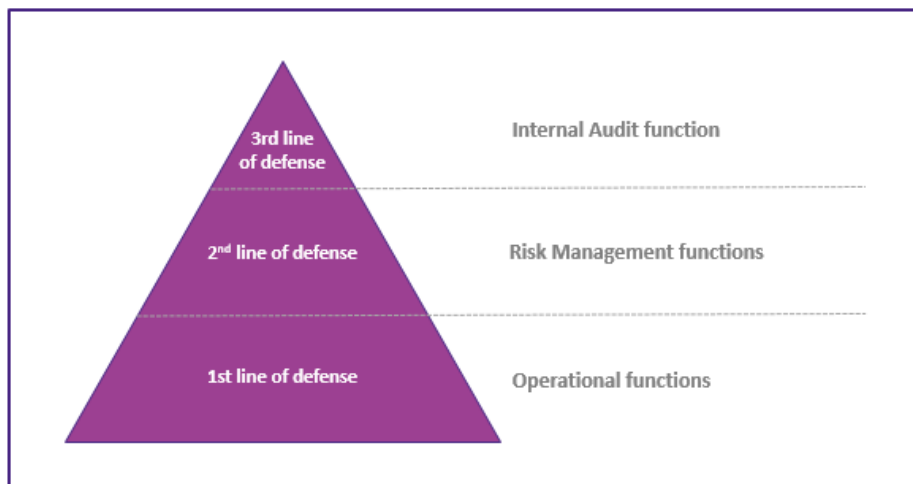 3rd line
of defense
Internal Audit function
2nd line of defense
Risk Management functions
1st line of defense
Operational functions